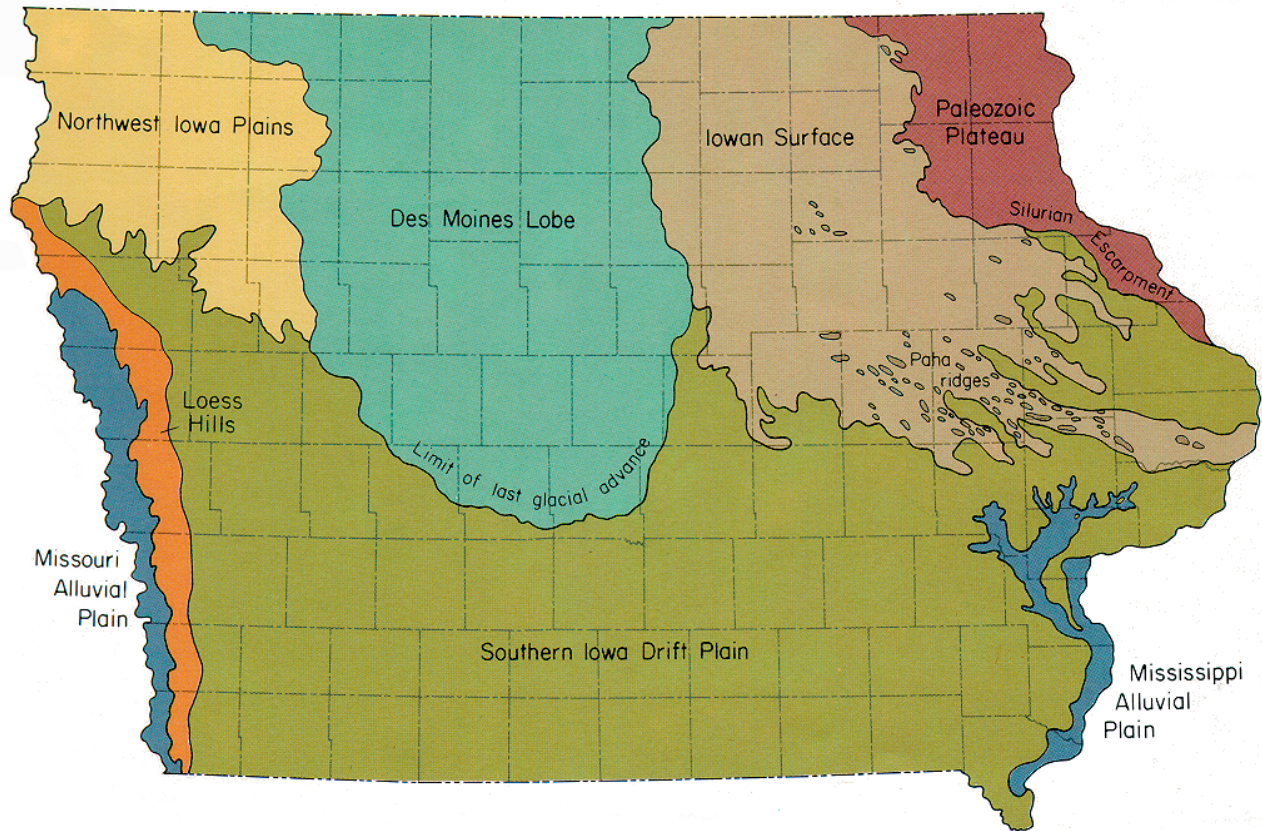 Northwest Iowa Plains
Des Moines Lobe
Iowan Surface
Paleozoic
Plateau
Silurian
Escarpment
Paha
ridges
Loess
Hills
Limit of last glacial advance
Missouri
Alluvial
Plain
Southern Iowa Drift Plain
Mississippi
Alluvial
Plain